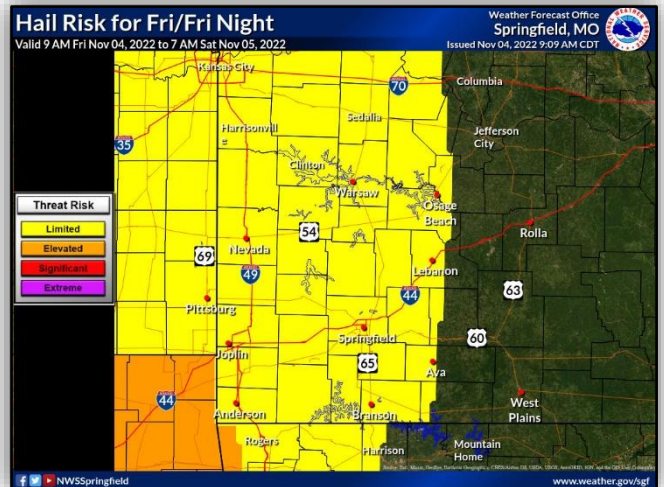 Hail Risk for Fri/Fri Night
Valid 9 AM Fri Nov 04, 2022 to 7 AM Sat Nov 05, 2022
Weather Forecast Office
Springfield, MO
Issued Nov 04, 2022 9:09 AM CDT
Kansas City
70
Columbia
Harrisonvill
e
Sedalia
Jefferson
City
35
Clinton
Warsaw
Osage
Beach
Threat Risk
Limited
Elevated
Significant
Extreme
54
Rolla
69
Nevada
49
Lebanon
63
44
Pittsburg
Springfield
60
Joplin
65
Ava
44
Anderson
Branson
West
Plains
Rogers
Harrison
Mountain
Home
NWSSpringfield
www.weather.gov/sgf